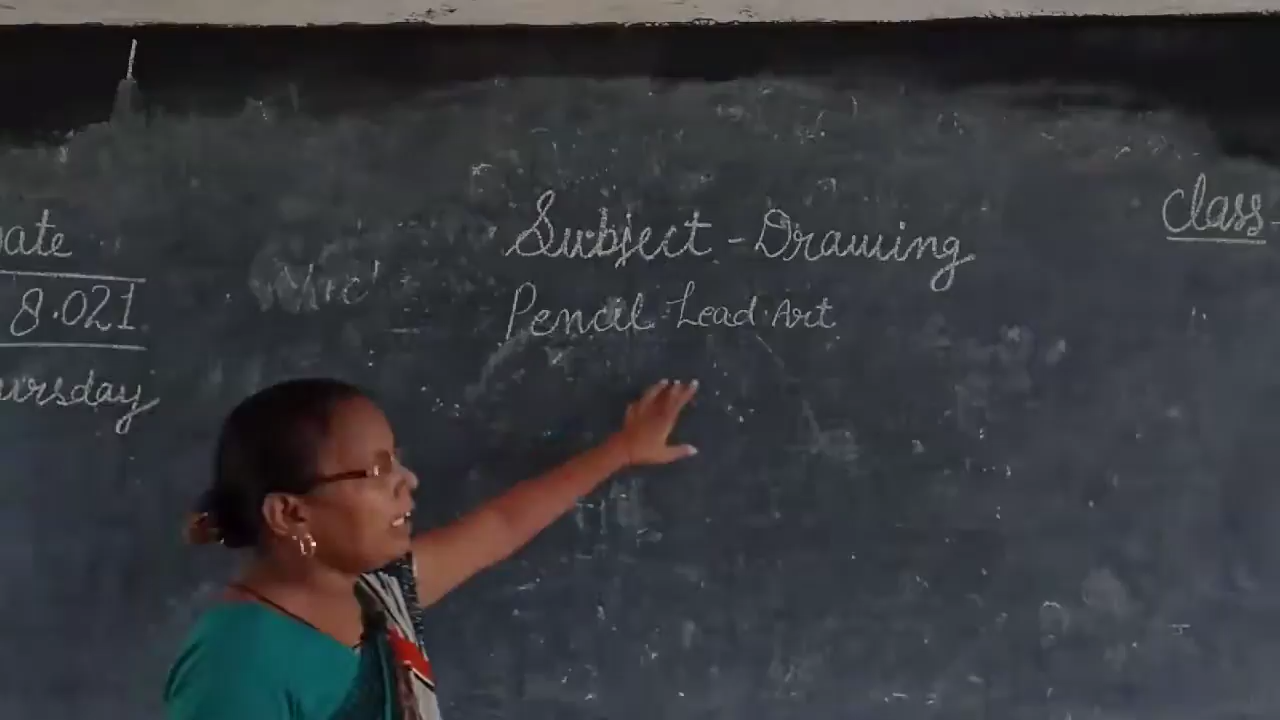 ate
8.021
ursday
Subject - Drawing
Pencil Lead Art
Class -